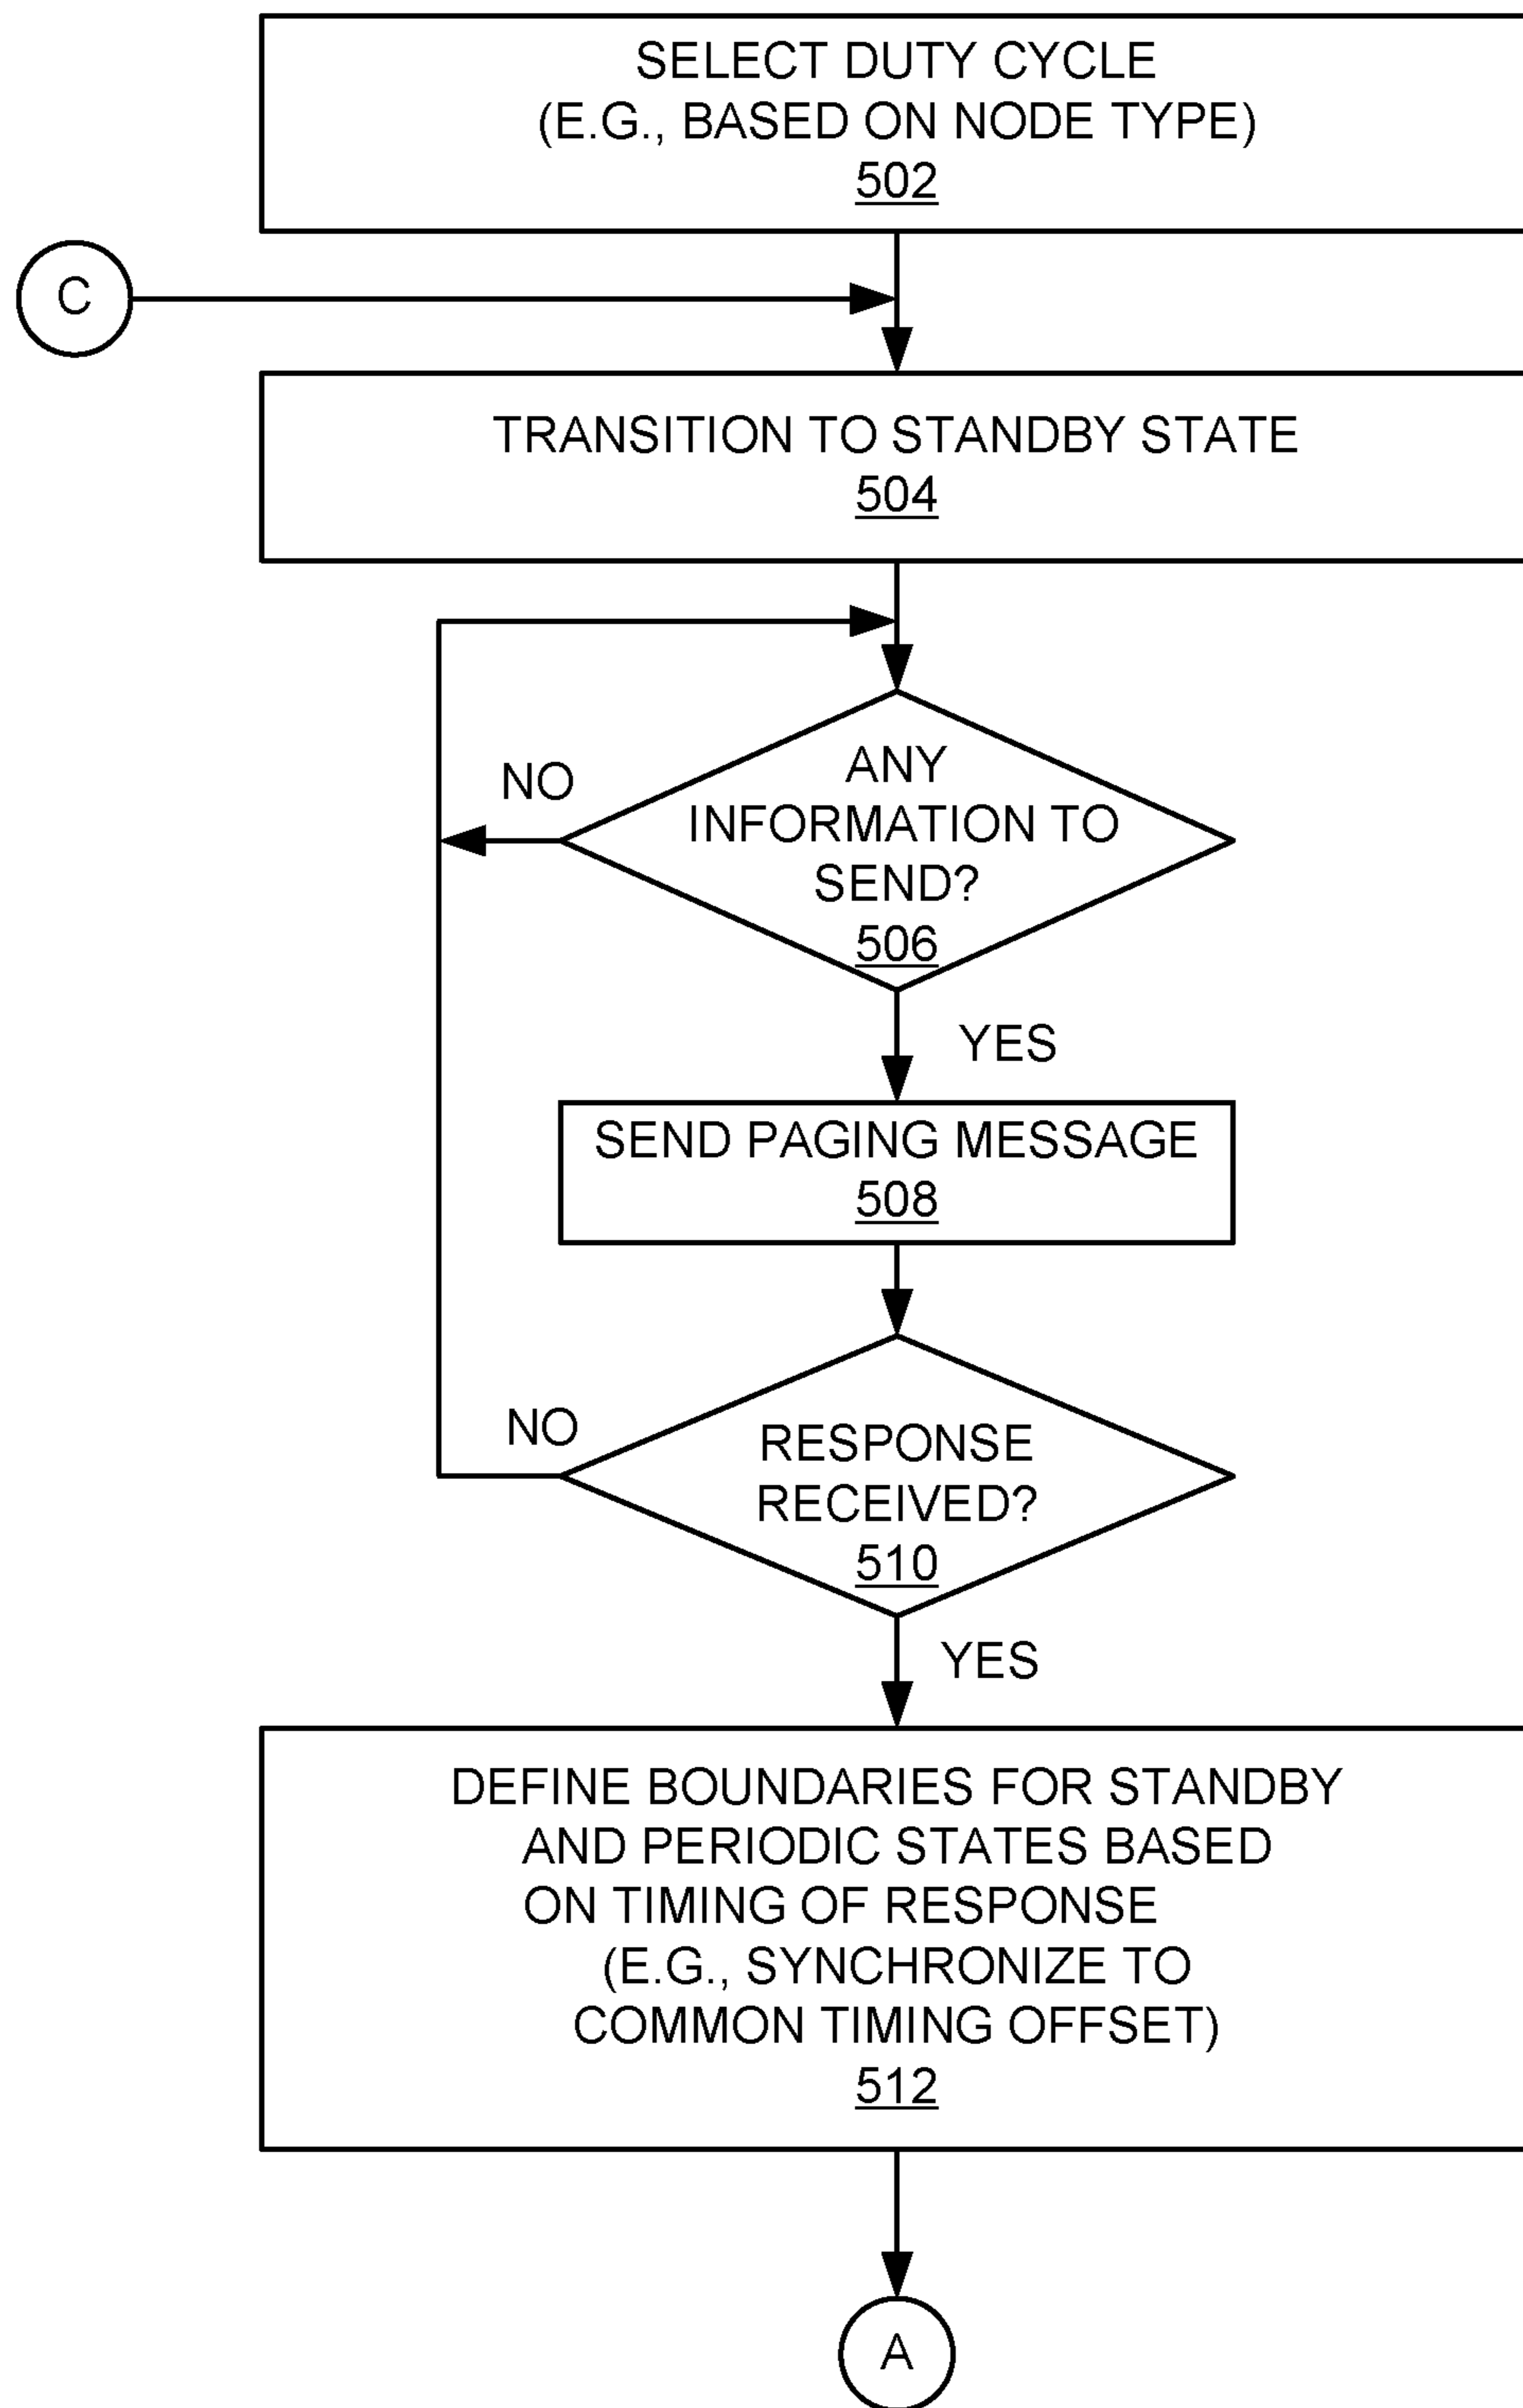 SELECT DUTY CYCLE
(E.G., BASED ON NODE TYPE)
502
C
TRANSITION TO STANDBY STATE
504
NO
ANY
INFORMATION TO
SEND?
506
YES
SEND PAGING MESSAGE
508
NO
RESPONSE
RECEIVED?
510
YES
DEFINE BOUNDARIES FOR STANDBY
AND PERIODIC STATES BASED
ON TIMING OF RESPONSE
(E.G., SYNCHRONIZE TO
COMMON TIMING OFFSET)
512
A